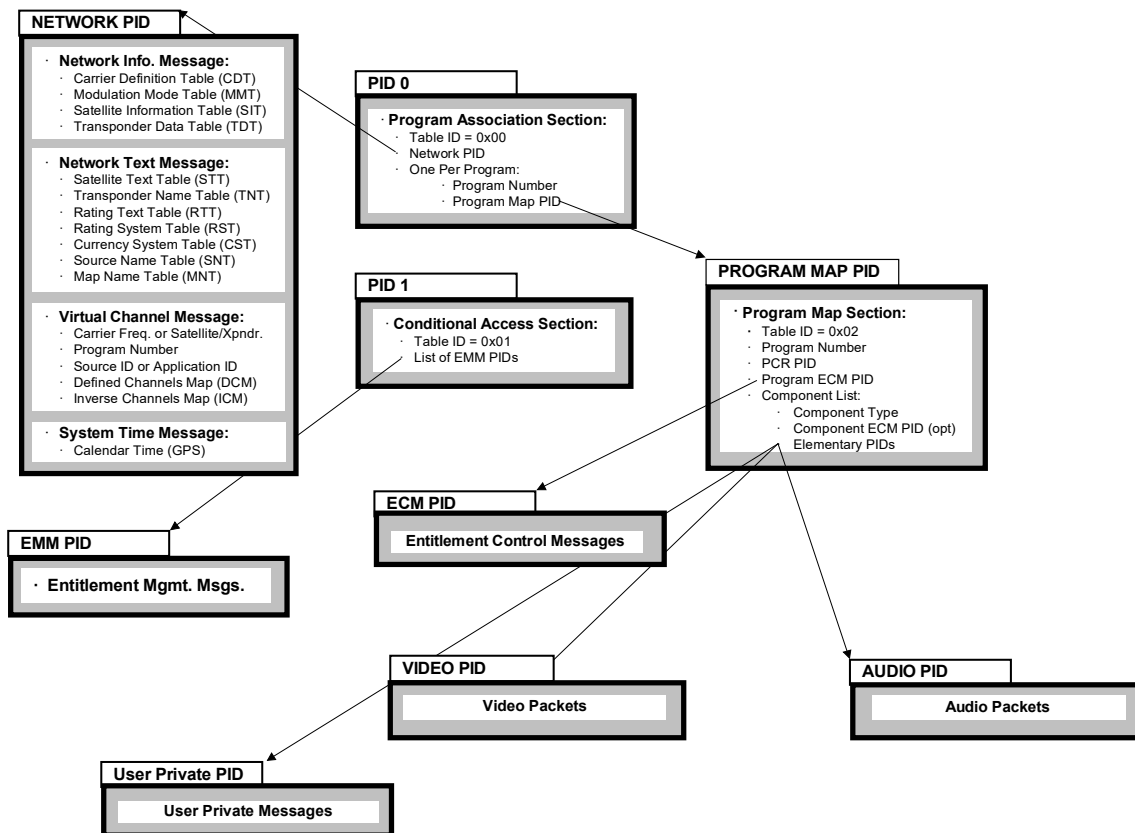 NETWORK PID
· Network Info. Message:
· Carrier Definition Table (CDT)
· Modulation Mode Table (MMT)
· Satellite Information Table (SIT)
· Transponder Data Table (TDT)
· Network Text Message:
· Satellite Text Table (STT)
· Transponder Name Table (TNT)
· Rating Text Table (RTT)
· Rating System Table (RST)
· Currency System Table (CST)
· Source Name Table (SNT)
· Map Name Table (MNT)
· Virtual Channel Message:
· Carrier Freq. or Satellite/Xpndr.
· Program Number
· Source ID or Application ID
· Defined Channels Map (DCM)
· Inverse Channels Map (ICM)
· System Time Message:
· Calendar Time (GPS)
PID 0
· Program Association Section:
· Table ID = 0x00
· Network PID
· One Per Program:
· Program Number
· Program Map PID
PID 1
· Conditional Access Section:
· Table ID = 0x01
· List of EMM PIDs
PROGRAM MAP PID
· Program Map Section:
· Table ID = 0x02
· Program Number
· PCR PID
· Program ECM PID
· Component List:
· Component Type
· Component ECM PID (opt)
· Elementary PIDs
ECM PID
Entitlement Control Messages
EMM PID
· Entitlement Mgmt. Msgs.
VIDEO PID
Video Packets
AUDIO PID
Audio Packets
User Private PID
User Private Messages